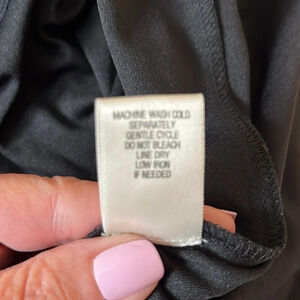 MACHINE WASH COLD
SEPARATELY
GENTLE CYCLE
DO NOT BLEACH
LINE DRY
LOW IRON
IF NEEDED